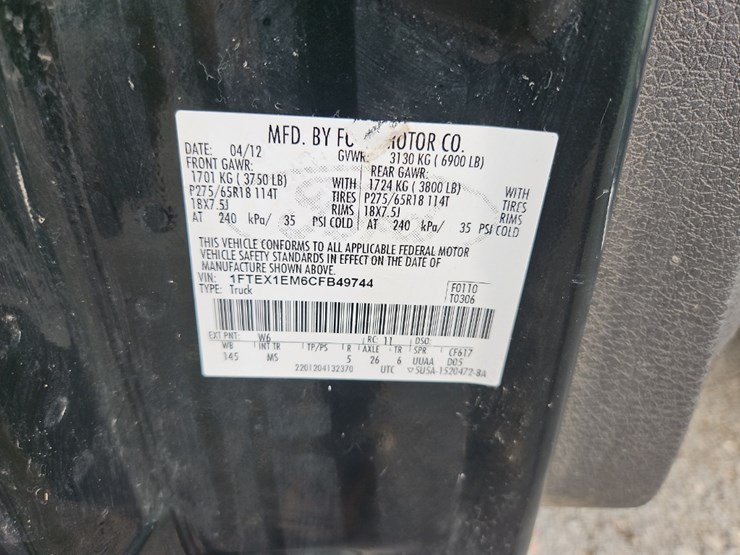 MFD. BY FO OTOR CO.
DATE: 04/12 GVWR: 3130 KG ( 6900 LB)
FRONT GAWR: REAR GAWR:
1701 KG ( 3750 LB) WITH 1724 KG ( 3800 LB) WITH
P275/65R18 114T TIRES P275/65R18 114T TIRES
18X7.5J RIMS 18X7.5J RIMS
AT 240 kPa/ 35 PSI COLD AT 240 kPa/ 35 PSI COLD
THIS VEHICLE CONFORMS TO ALL APPLICABLE FEDERAL MOTOR
VEHICLE SAFETY STANDARDS IN EFFECT ON THE DATE OF
MANUFACTURE SHOWN ABOVE.
VIN: 1FTEX1EM6CFB49744
TYPE: Truck
F0110
T0306
EXT PNT: W6 RC: 11 DSO:
WB INT TR TP/PS R AXLE TR SPR CF617
145 MS 5 26 6 UUAA D05
2201204132370 UTC ▽5U5A-1520472-BA